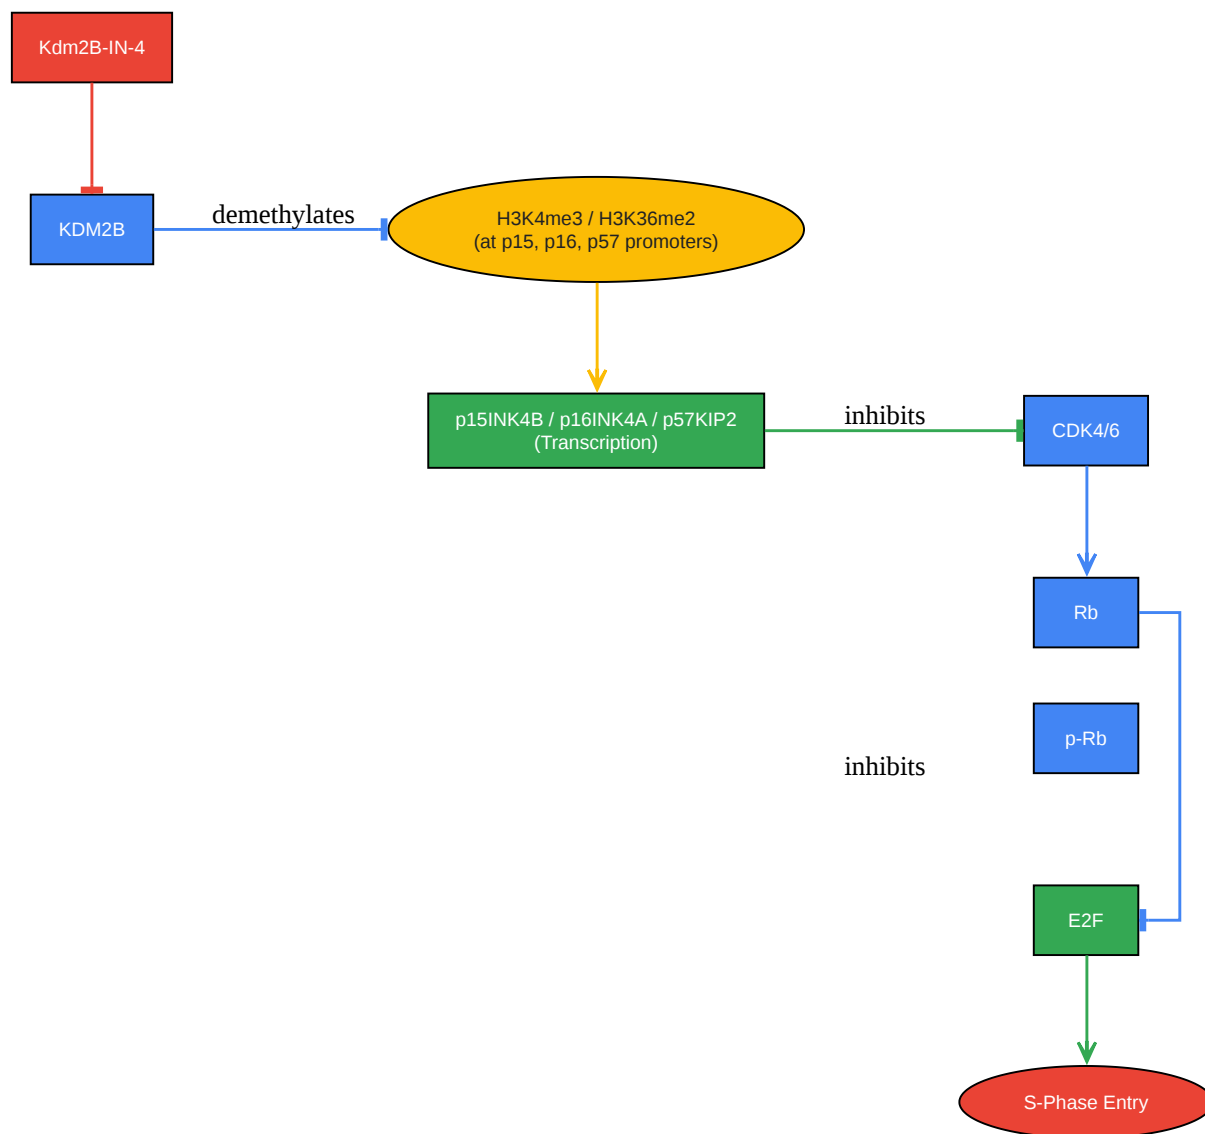 Kdm2B-IN-4
KDM2B
demethylates
H3K4me3 / H3K36me2
(at p15, p16, p57 promoters)
p15INK4B / p16INK4A / p57KIP2
(Transcription)
inhibits
CDK4/6
Rb
p-Rb
inhibits
E2F
S-Phase Entry